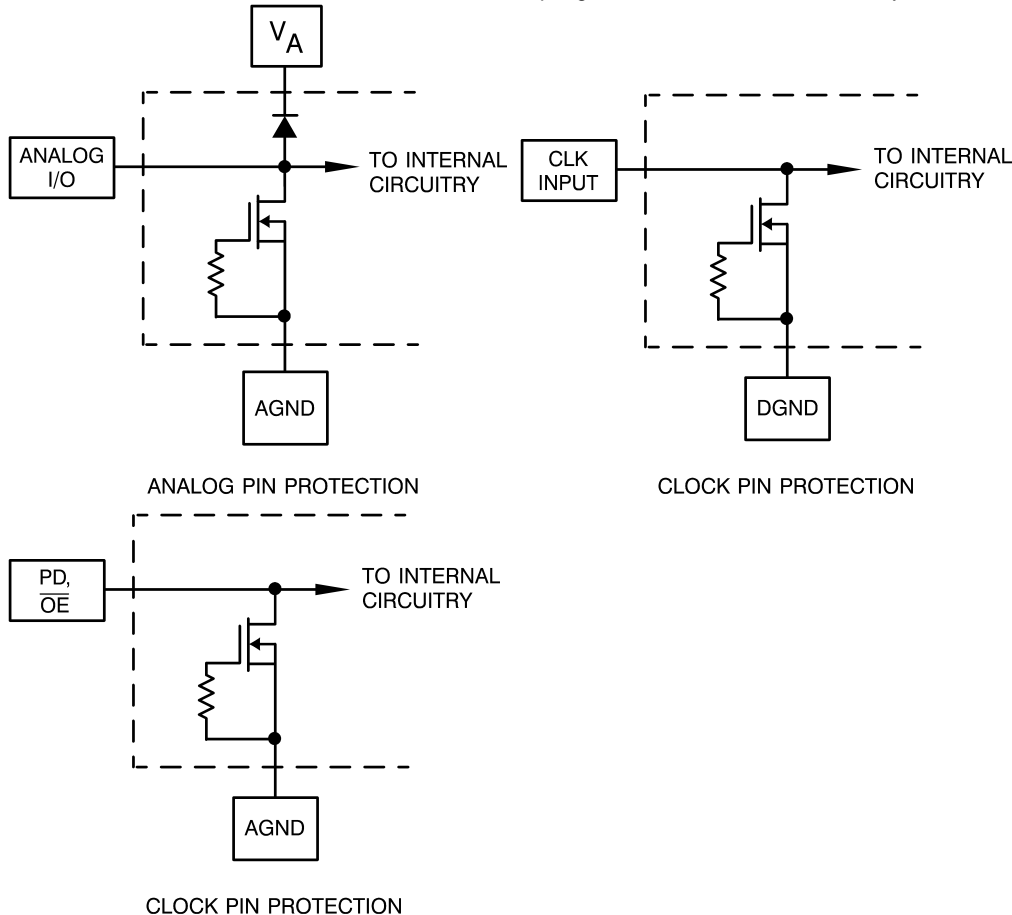 V_A
ANALOG
I/O
TO INTERNAL
CIRCUITRY
AGND
ANALOG PIN PROTECTION
CLK
INPUT
TO INTERNAL
CIRCUITRY
DGND
CLOCK PIN PROTECTION
PD,
OE
TO INTERNAL
CIRCUITRY
AGND
CLOCK PIN PROTECTION